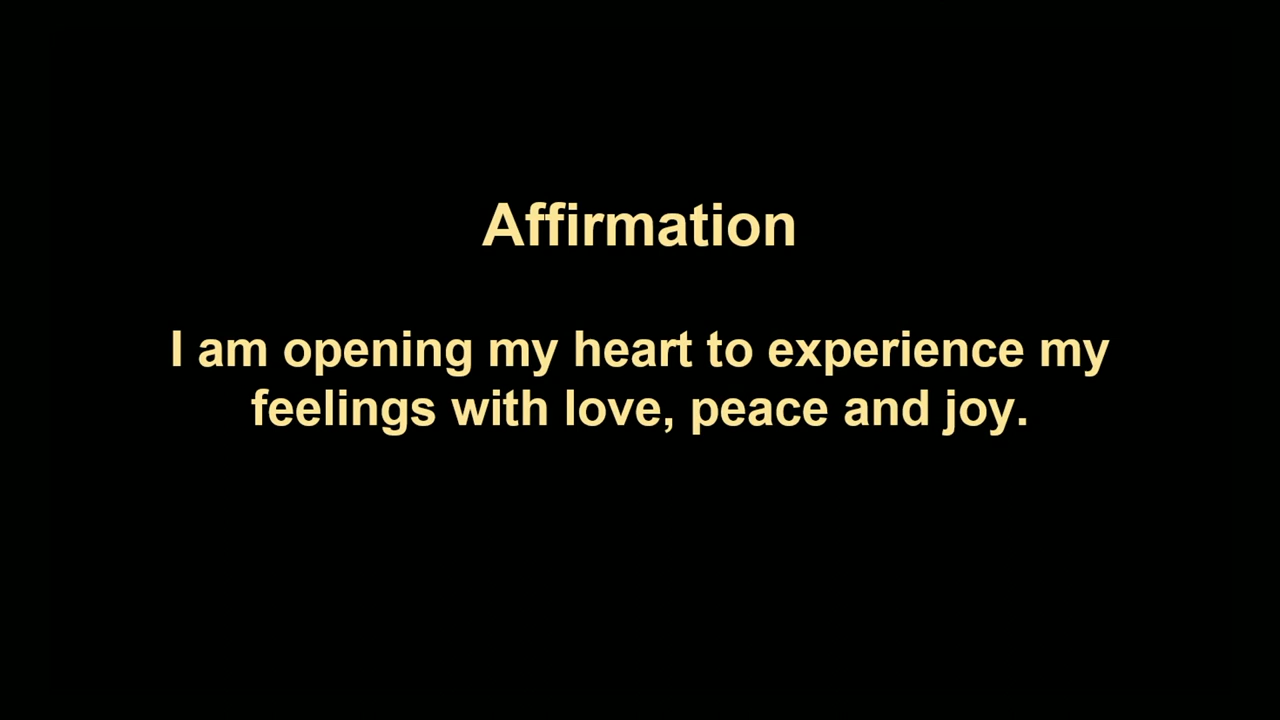 Affirmation
I am opening my heart to experience my
feelings with love, peace and joy.